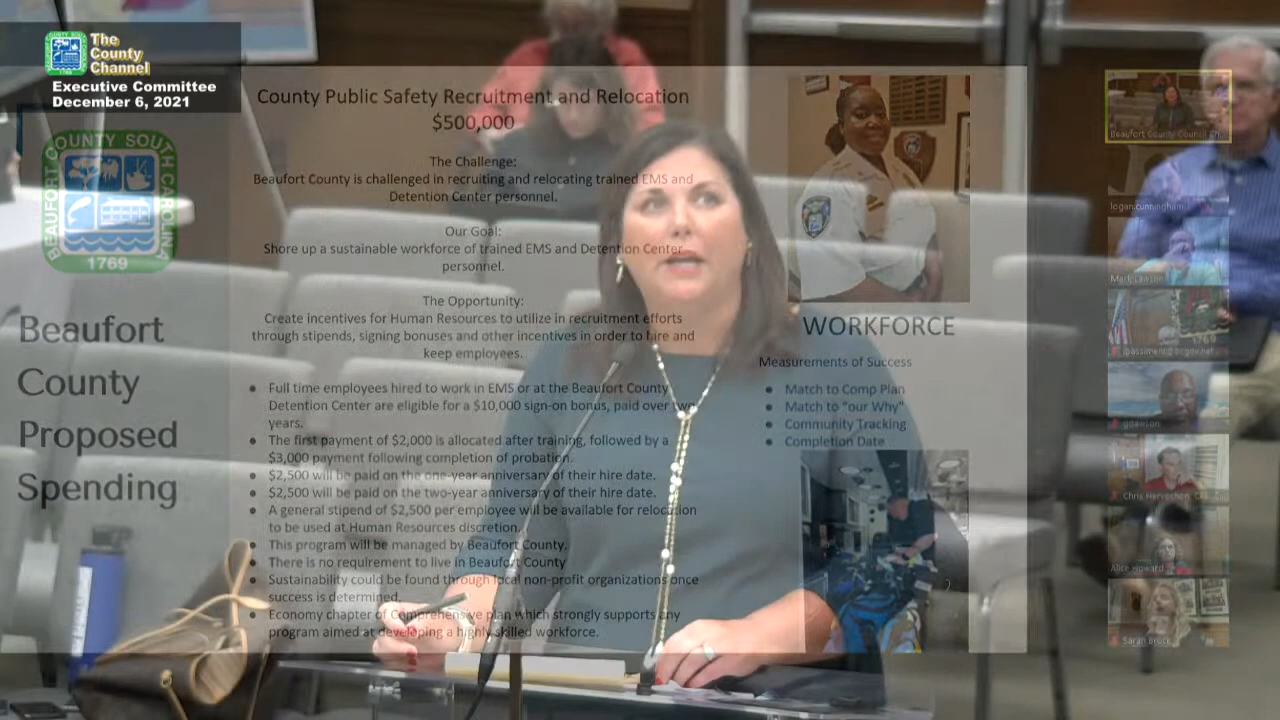 The
County
Channel
Executive Committee
December 6, 2021
BEAUFORT COUNTY SOUTH CAROLINA
1769
Beaufort
County
Proposed
Spending
County Public Safety Recruitment and Relocation
$500,000
The Challenge:
Beaufort County is challenged in recruiting and relocating trained EMS and
Detention Center personnel.
Our Goal:
Shore up a sustainable workforce of trained EMS and Detention Center
personnel.
The Opportunity:
Create incentives for Human Resources to utilize in recruitment efforts
through stipends, signing bonuses and other incentives in order to hire and
keep employees.
• Full time employees hired to work in EMS or at the Beaufort County
Detention Center are eligible for a $10,000 sign-on bonus, paid over two
years.
• The first payment of $2,000 is allocated after training, followed by a
$3,000 payment following completion of probation.
• $2,500 will be paid on the one-year anniversary of their hire date.
• $2,500 will be paid on the two-year anniversary of their hire date.
• A general stipend of $2,500 per employee will be available for relocation
to be used at Human Resources discretion.
• This program will be managed by Beaufort County.
• There is no requirement to live in Beaufort County
• Sustainability could be found through local non-profit organizations once
success is determined.
• Economy chapter of Comprehensive plan which strongly supports any
program aimed at developing a highly skilled workforce.
WORKFORCE
Measurements of Success
• Match to Comp Plan
• Match to "our Why"
• Community Tracking
• Completion Date
Beaufort County Council Ch...
logan.cunningham
Mark Lawson
gdawson
Chris Hervochon
Alice Howard
Sarah Brock